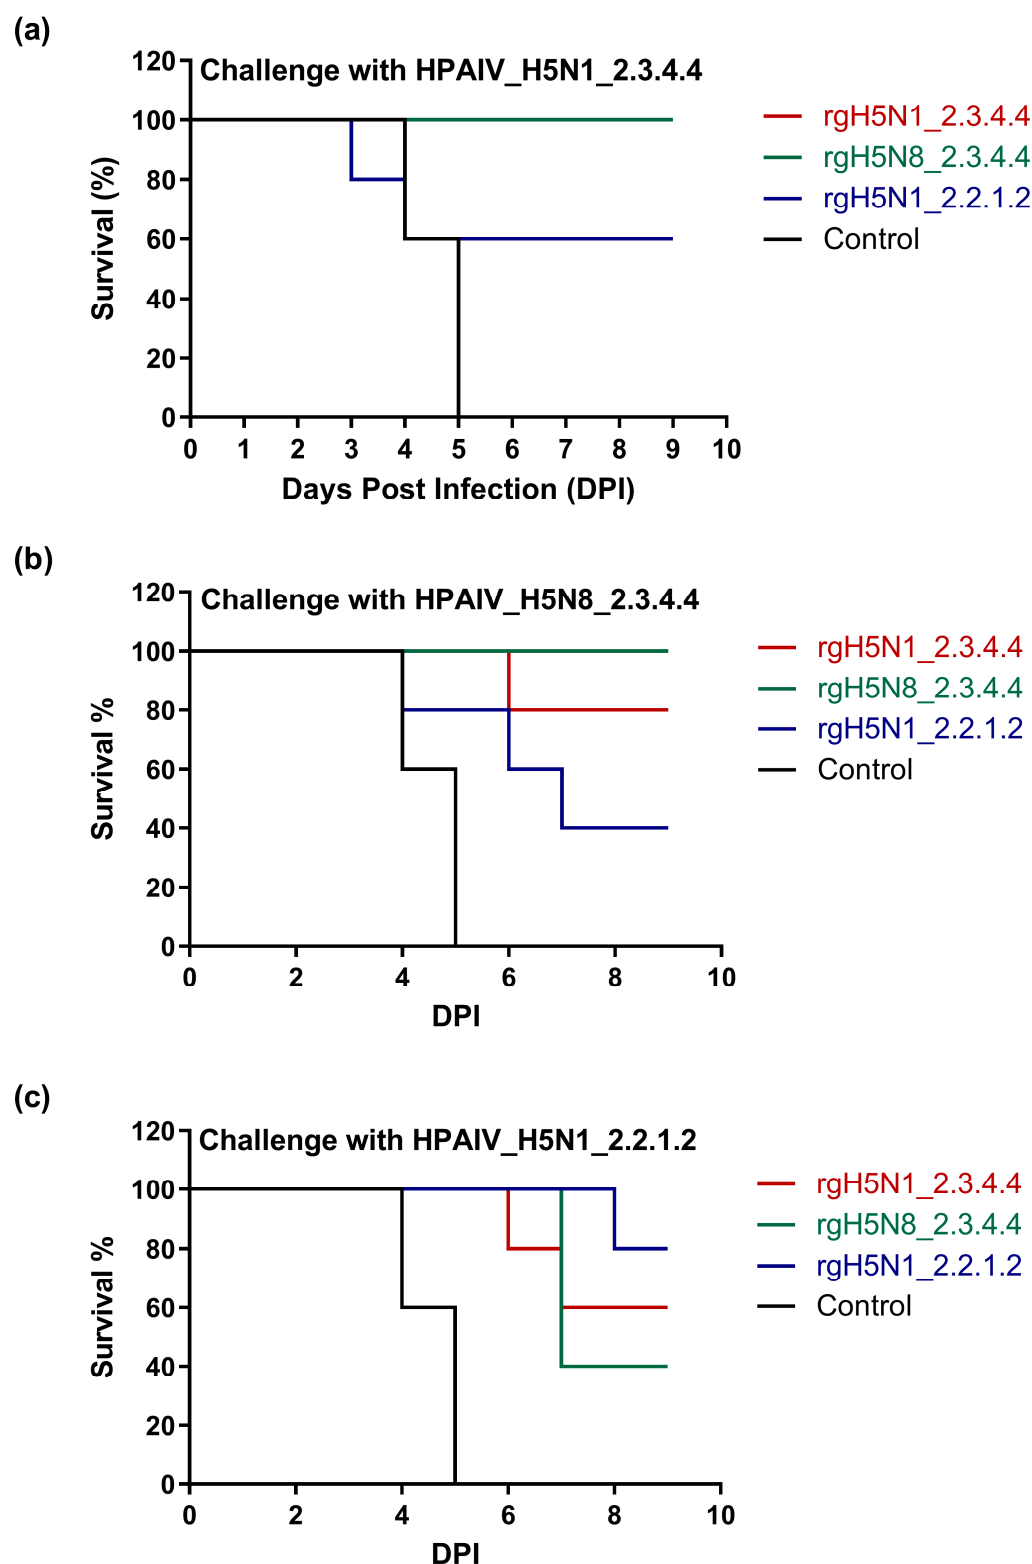 (a)
Challenge with HPAIV_H5N1_2.3.4.4
120
100
80
60
40
20
0
Survival (%)
0 1 2 3 4 5 6 7 8 9 10
Days Post Infection (DPI)
rgH5N1_2.3.4.4
rgH5N8_2.3.4.4
rgH5N1_2.2.1.2
Control
(b)
Challenge with HPAIV_H5N8_2.3.4.4
120
100
80
60
40
20
0
Survival %
0 2 4 6 8 10
DPI
rgH5N1_2.3.4.4
rgH5N8_2.3.4.4
rgH5N1_2.2.1.2
Control
(c)
Challenge with HPAIV_H5N1_2.2.1.2
120
100
80
60
40
20
0
Survival %
0 2 4 6 8 10
DPI
rgH5N1_2.3.4.4
rgH5N8_2.3.4.4
rgH5N1_2.2.1.2
Control